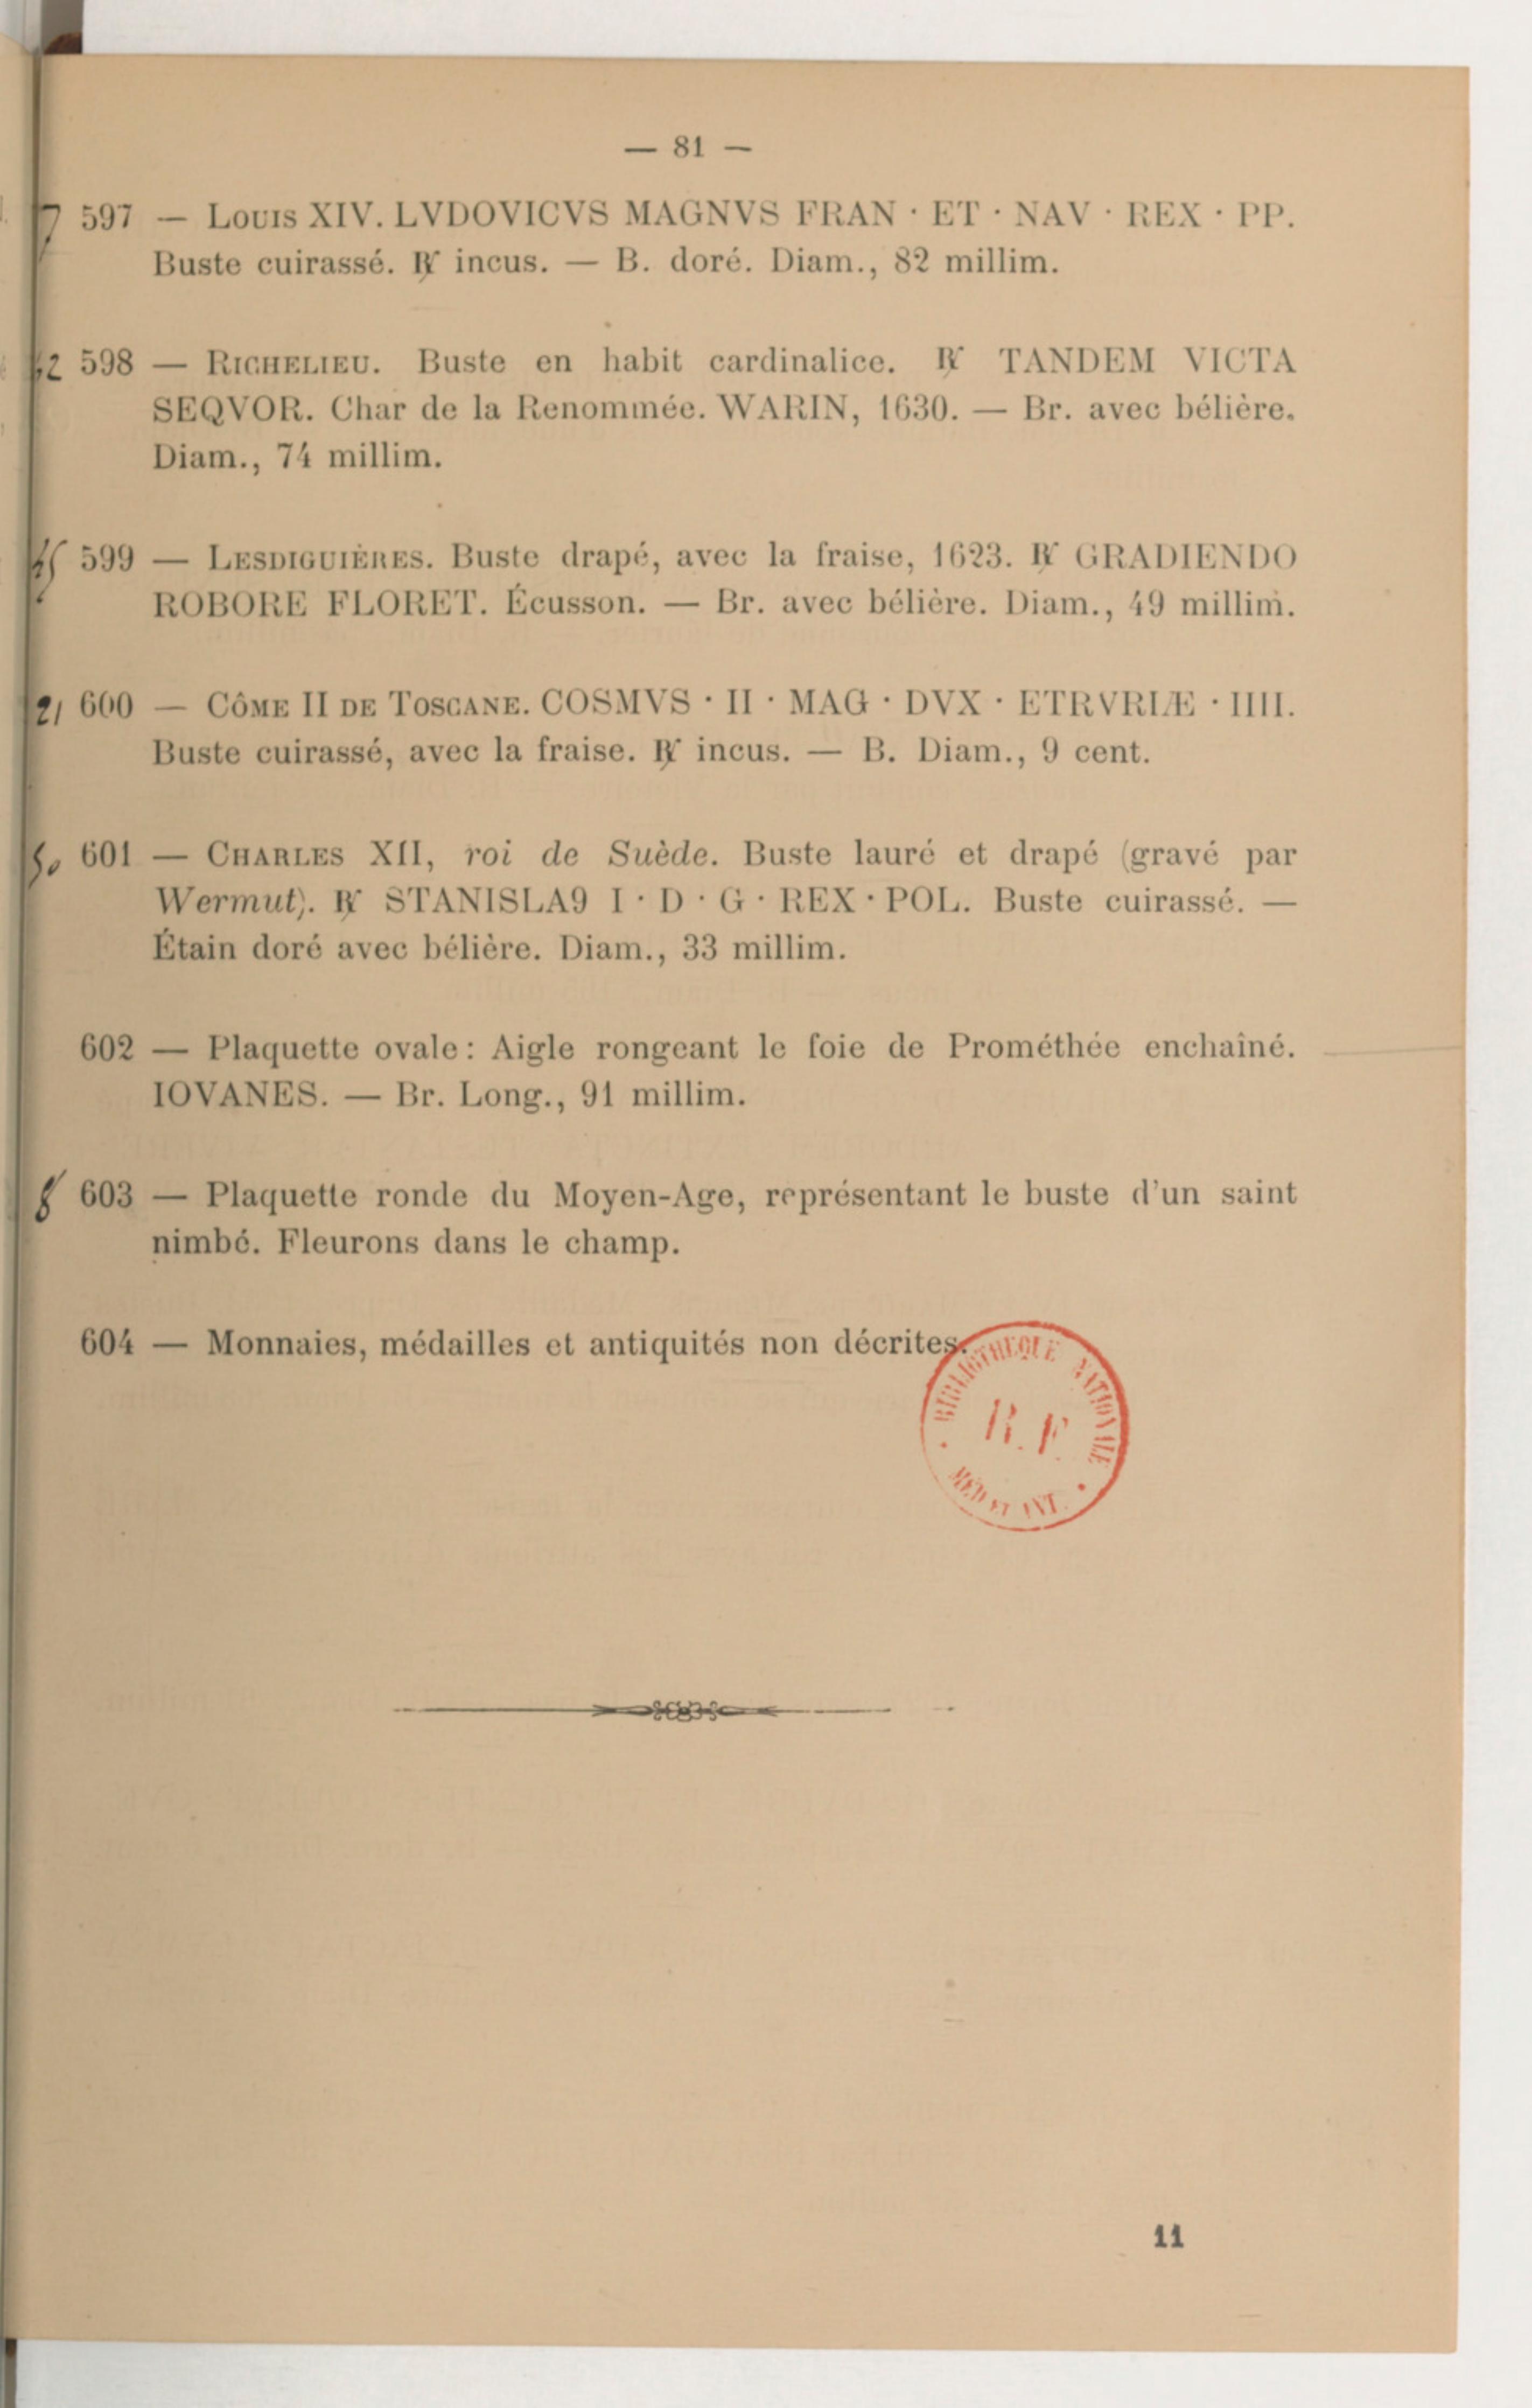 — 81 —
597 — Louis XIV. LVDOVICVS MAGNVS FRAN · ET · NAV · REX · PP.
Buste cuirassé. ℟ incus. — B. doré. Diam., 82 millim.
598 — Richelieu. Buste en habit cardinalice. ℟ TANDEM VICTA
SEQVOR. Char de la Renommée. WARIN, 1630. — Br. avec bélière.
Diam., 74 millim.
599 — Lesdiguières. Buste drapé, avec la fraise, 1623. ℟ GRADIENDO
ROBORE FLORET. Écusson. — Br. avec bélière. Diam., 49 millim.
21 600 — Côme II de Toscane. COSMVS · II · MAG · DVX · ETRVRIÆ · IIII.
Buste cuirassé, avec la fraise. ℟ incus. — B. Diam., 9 cent.
601 — Charles XII, roi de Suède. Buste lauré et drapé (gravé par
Wermut). ℟ STANISLA9 I · D · G · REX · POL. Buste cuirassé. —
Étain doré avec bélière. Diam., 33 millim.
602 — Plaquette ovale : Aigle rongeant le foie de Prométhée enchaîné.
IOVANES. — Br. Long., 91 millim.
8 603 — Plaquette ronde du Moyen-Age, représentant le buste d'un saint
nimbé. Fleurons dans le champ.
604 — Monnaies, médailles et antiquités non décrites.
BIBLIOTHEQUE NATIONALE
R.F.
MED ET ANT.
11